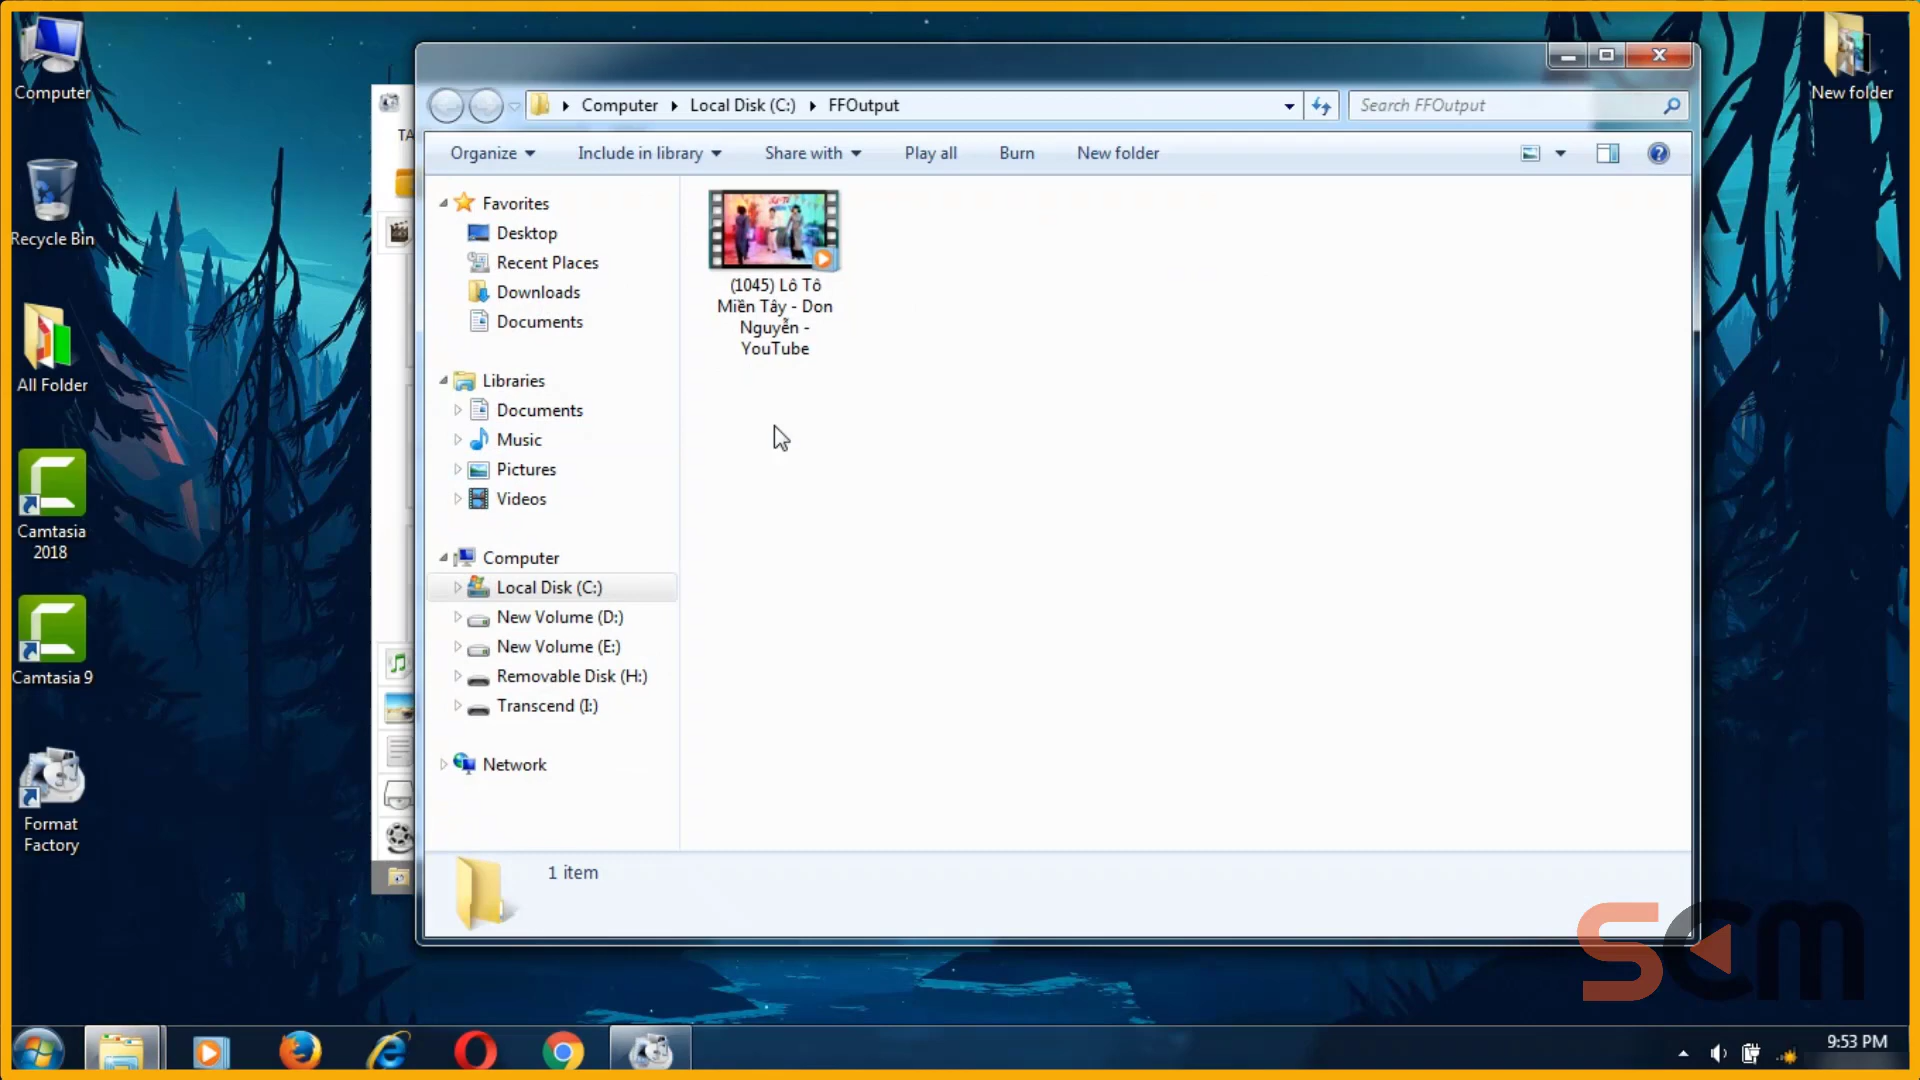 Computer
Recycle Bin
All Folder
Camtasia
2018
Camtasia 9
Format
Factory
New folder
TA
Computer
Local Disk (C:)
FFOutput
Search FFOutput
Organize
Include in library
Share with
Play all
Burn
New folder
Favorites
Desktop
Recent Places
Downloads
Documents
Libraries
Documents
Music
Pictures
Videos
Computer
Local Disk (C:)
New Volume (D:)
New Volume (E:)
Removable Disk (H:)
Transcend (I:)
Network
(1045) Lô Tô
Miền Tây - Don
Nguyễn -
YouTube
1 item
SCM
9:53 PM